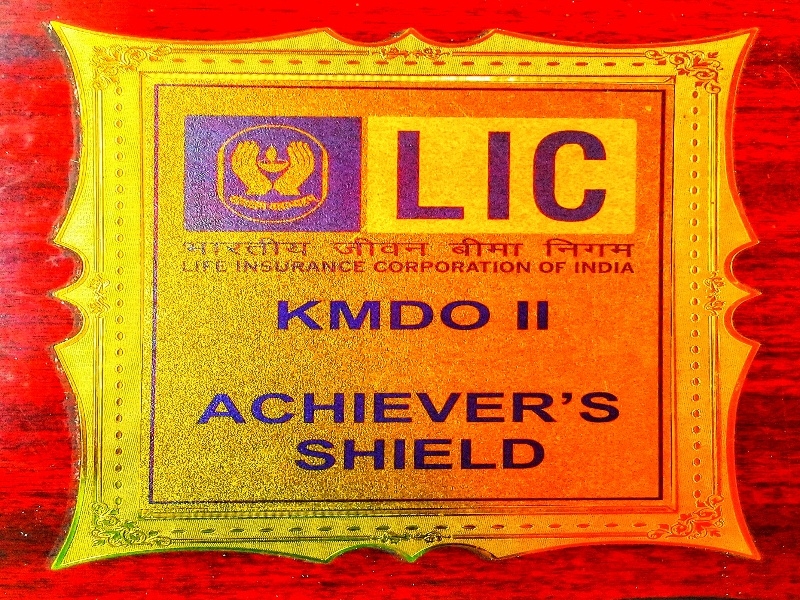 LIC
भारतीय जीवन बीमा निगम
LIFE INSURANCE CORPORATION OF INDIA
KMDO II
ACHIEVER'S
SHIELD